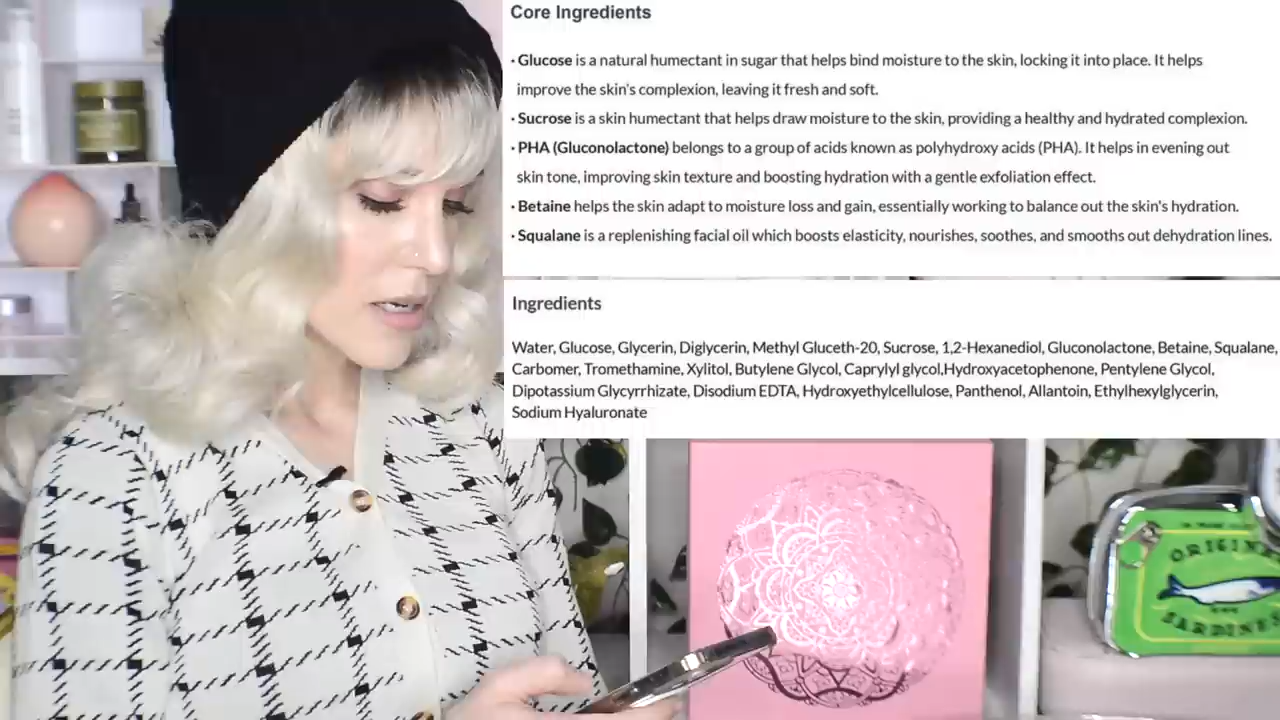 Core Ingredients
· Glucose is a natural humectant in sugar that helps bind moisture to the skin, locking it into place. It helps
improve the skin's complexion, leaving it fresh and soft.
· Sucrose is a skin humectant that helps draw moisture to the skin, providing a healthy and hydrated complexion.
· PHA (Gluconolactone) belongs to a group of acids known as polyhydroxy acids (PHA). It helps in evening out
skin tone, improving skin texture and boosting hydration with a gentle exfoliation effect.
· Betaine helps the skin adapt to moisture loss and gain, essentially working to balance out the skin's hydration.
· Squalane is a replenishing facial oil which boosts elasticity, nourishes, soothes, and smooths out dehydration lines.
Ingredients
Water, Glucose, Glycerin, Diglycerin, Methyl Gluceth-20, Sucrose, 1,2-Hexanediol, Gluconolactone, Betaine, Squalane,
Carbomer, Tromethamine, Xylitol, Butylene Glycol, Caprylyl glycol,Hydroxyacetophenone, Pentylene Glycol,
Dipotassium Glycyrrhizate, Disodium EDTA, Hydroxyethylcellulose, Panthenol, Allantoin, Ethylhexylglycerin,
Sodium Hyaluronate
ORIGIN
SARDINES